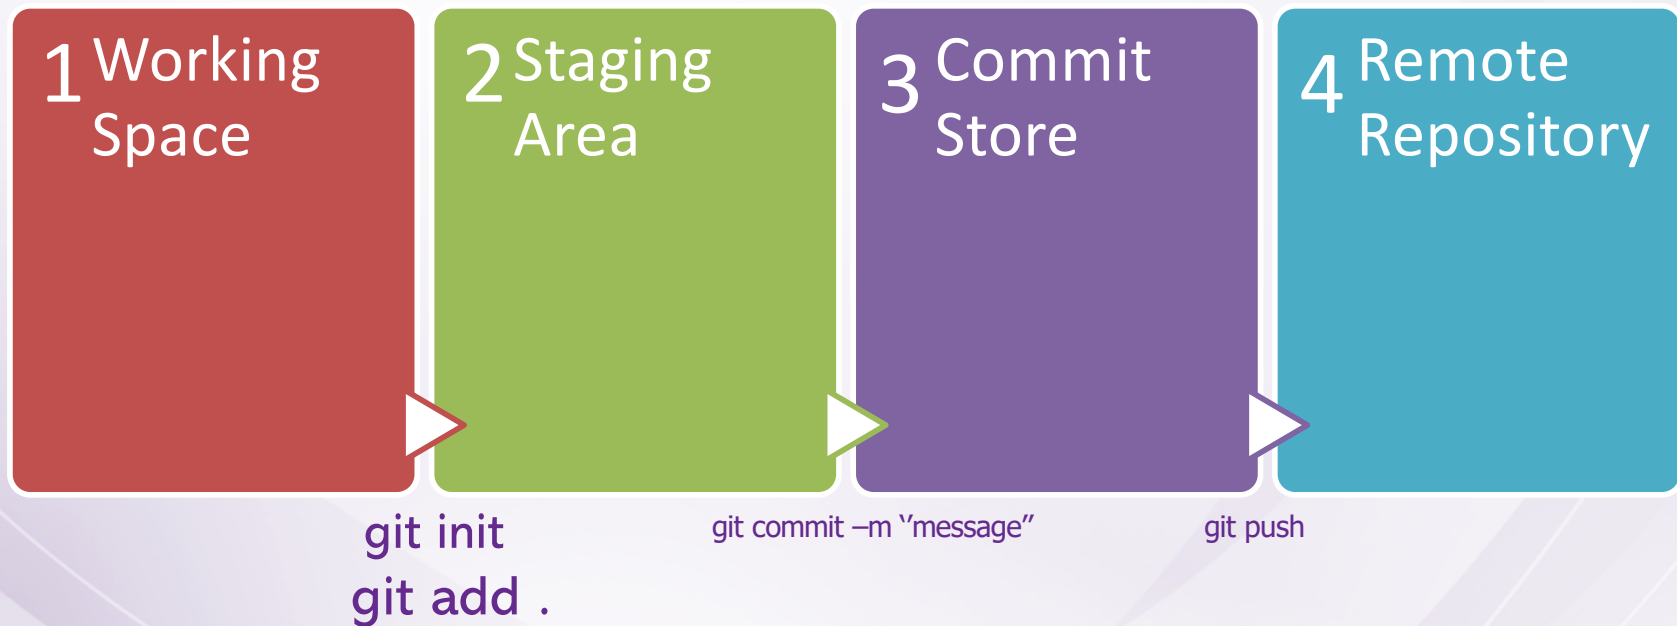 1 Working
Space
2 Staging
Area
3 Commit
Store
4 Remote
Repository
git init
git add .
git commit –m ‘‘message’’
git push